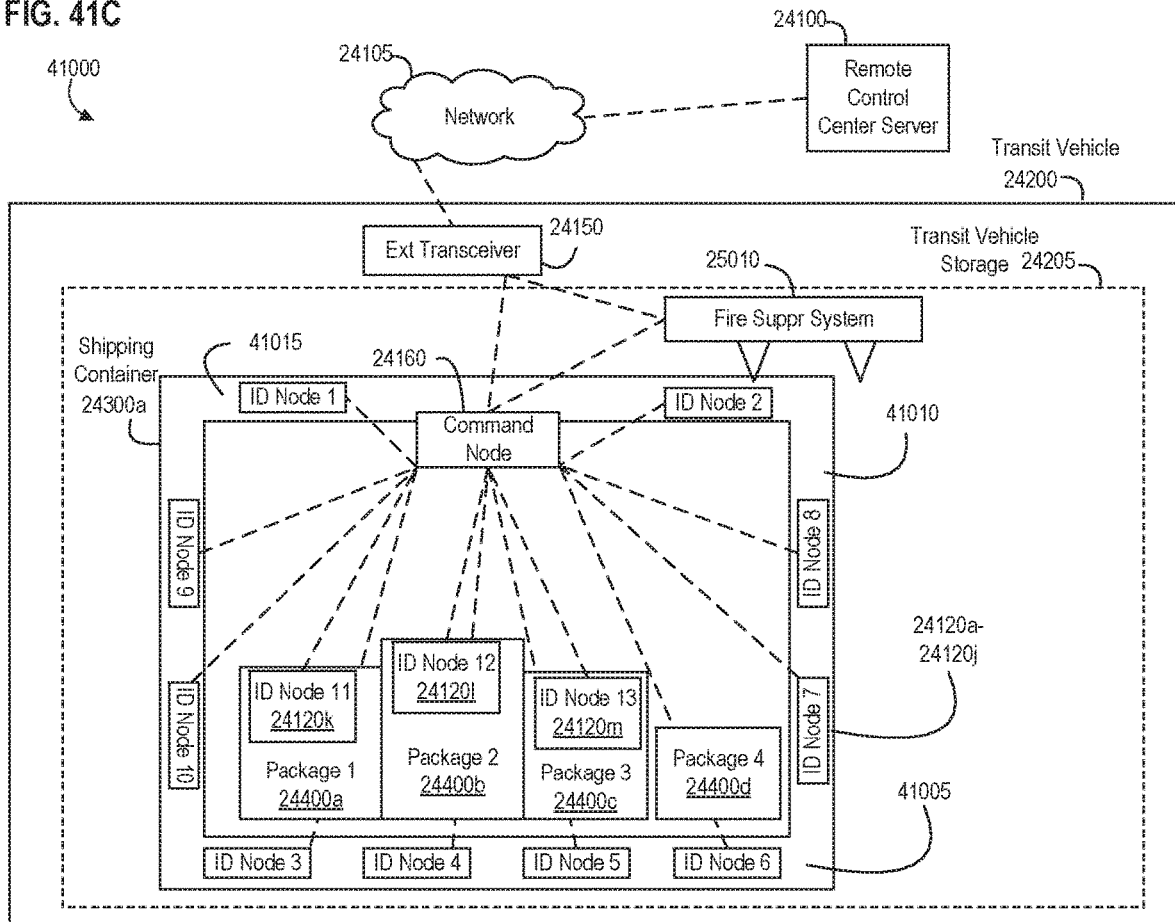 FIG. 41C
41000
24105
Network
24100
Remote
Control
Center Server
Transit Vehicle
24200
Ext Transceiver
24150
Transit Vehicle
Storage 24205
25010
Fire Suppr System
Shipping
Container
24300a
41015
24160
ID Node 1
ID Node 2
Command
Node
41010
ID Node 9
ID Node 8
24120a-
24120j
ID Node 10
ID Node 7
ID Node 11
24120k
ID Node 12
24120l
ID Node 13
24120m
Package 1
24400a
Package 2
24400b
Package 3
24400c
Package 4
24400d
41005
ID Node 3
ID Node 4
ID Node 5
ID Node 6